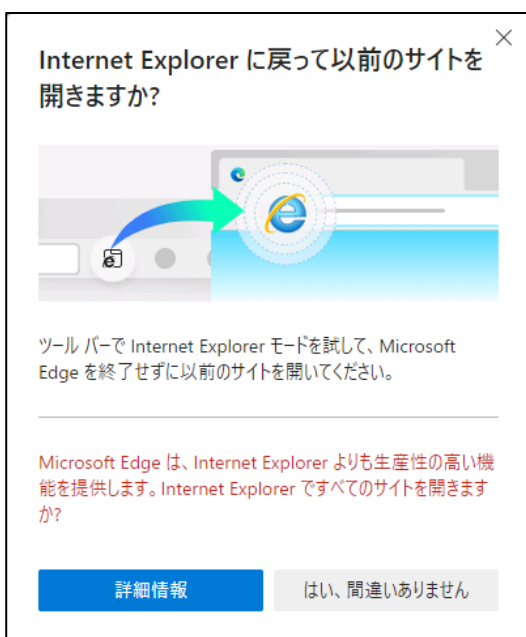 Internet Explorer に戻って以前のサイトを
開きますか?
ツール バーで Internet Explorer モードを試して、Microsoft
Edge を終了せずに以前のサイトを開いてください。
Microsoft Edge は、Internet Explorer よりも生産性の高い機
能を提供します。Internet Explorer ですべてのサイトを開きます
か?
詳細情報
はい、間違いありません